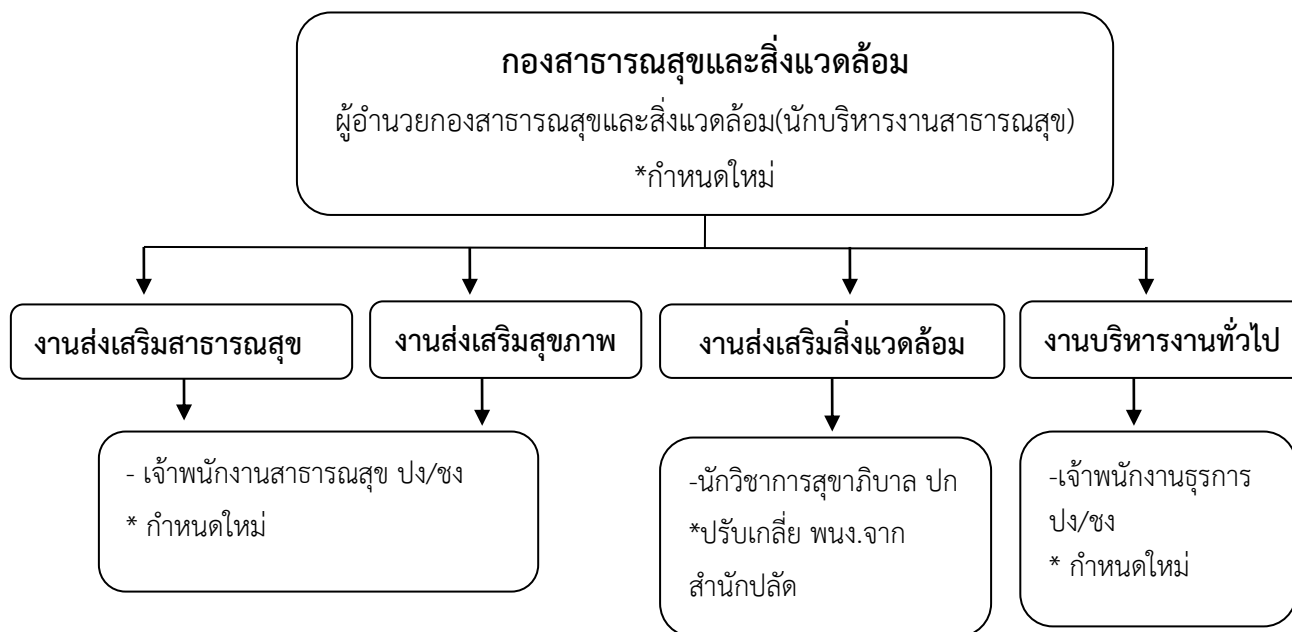 กองสาธารณสุขและสิ่งแวดล้อม
ผู้อำนวยกองสาธารณสุขและสิ่งแวดล้อม(นักบริหารงานสาธารณสุข)
*กำหนดใหม่
งานส่งเสริมสาธารณสุข
งานส่งเสริมสุขภาพ
งานส่งเสริมสิ่งแวดล้อม
งานบริหารงานทั่วไป
- เจ้าพนักงานสาธารณสุข ปง/ชง
* กำหนดใหม่
-นักวิชาการสุขาภิบาล ปก
*ปรับเกลี่ย พนง.จาก
สำนักปลัด
-เจ้าพนักงานธุรการ
ปง/ชง
* กำหนดใหม่